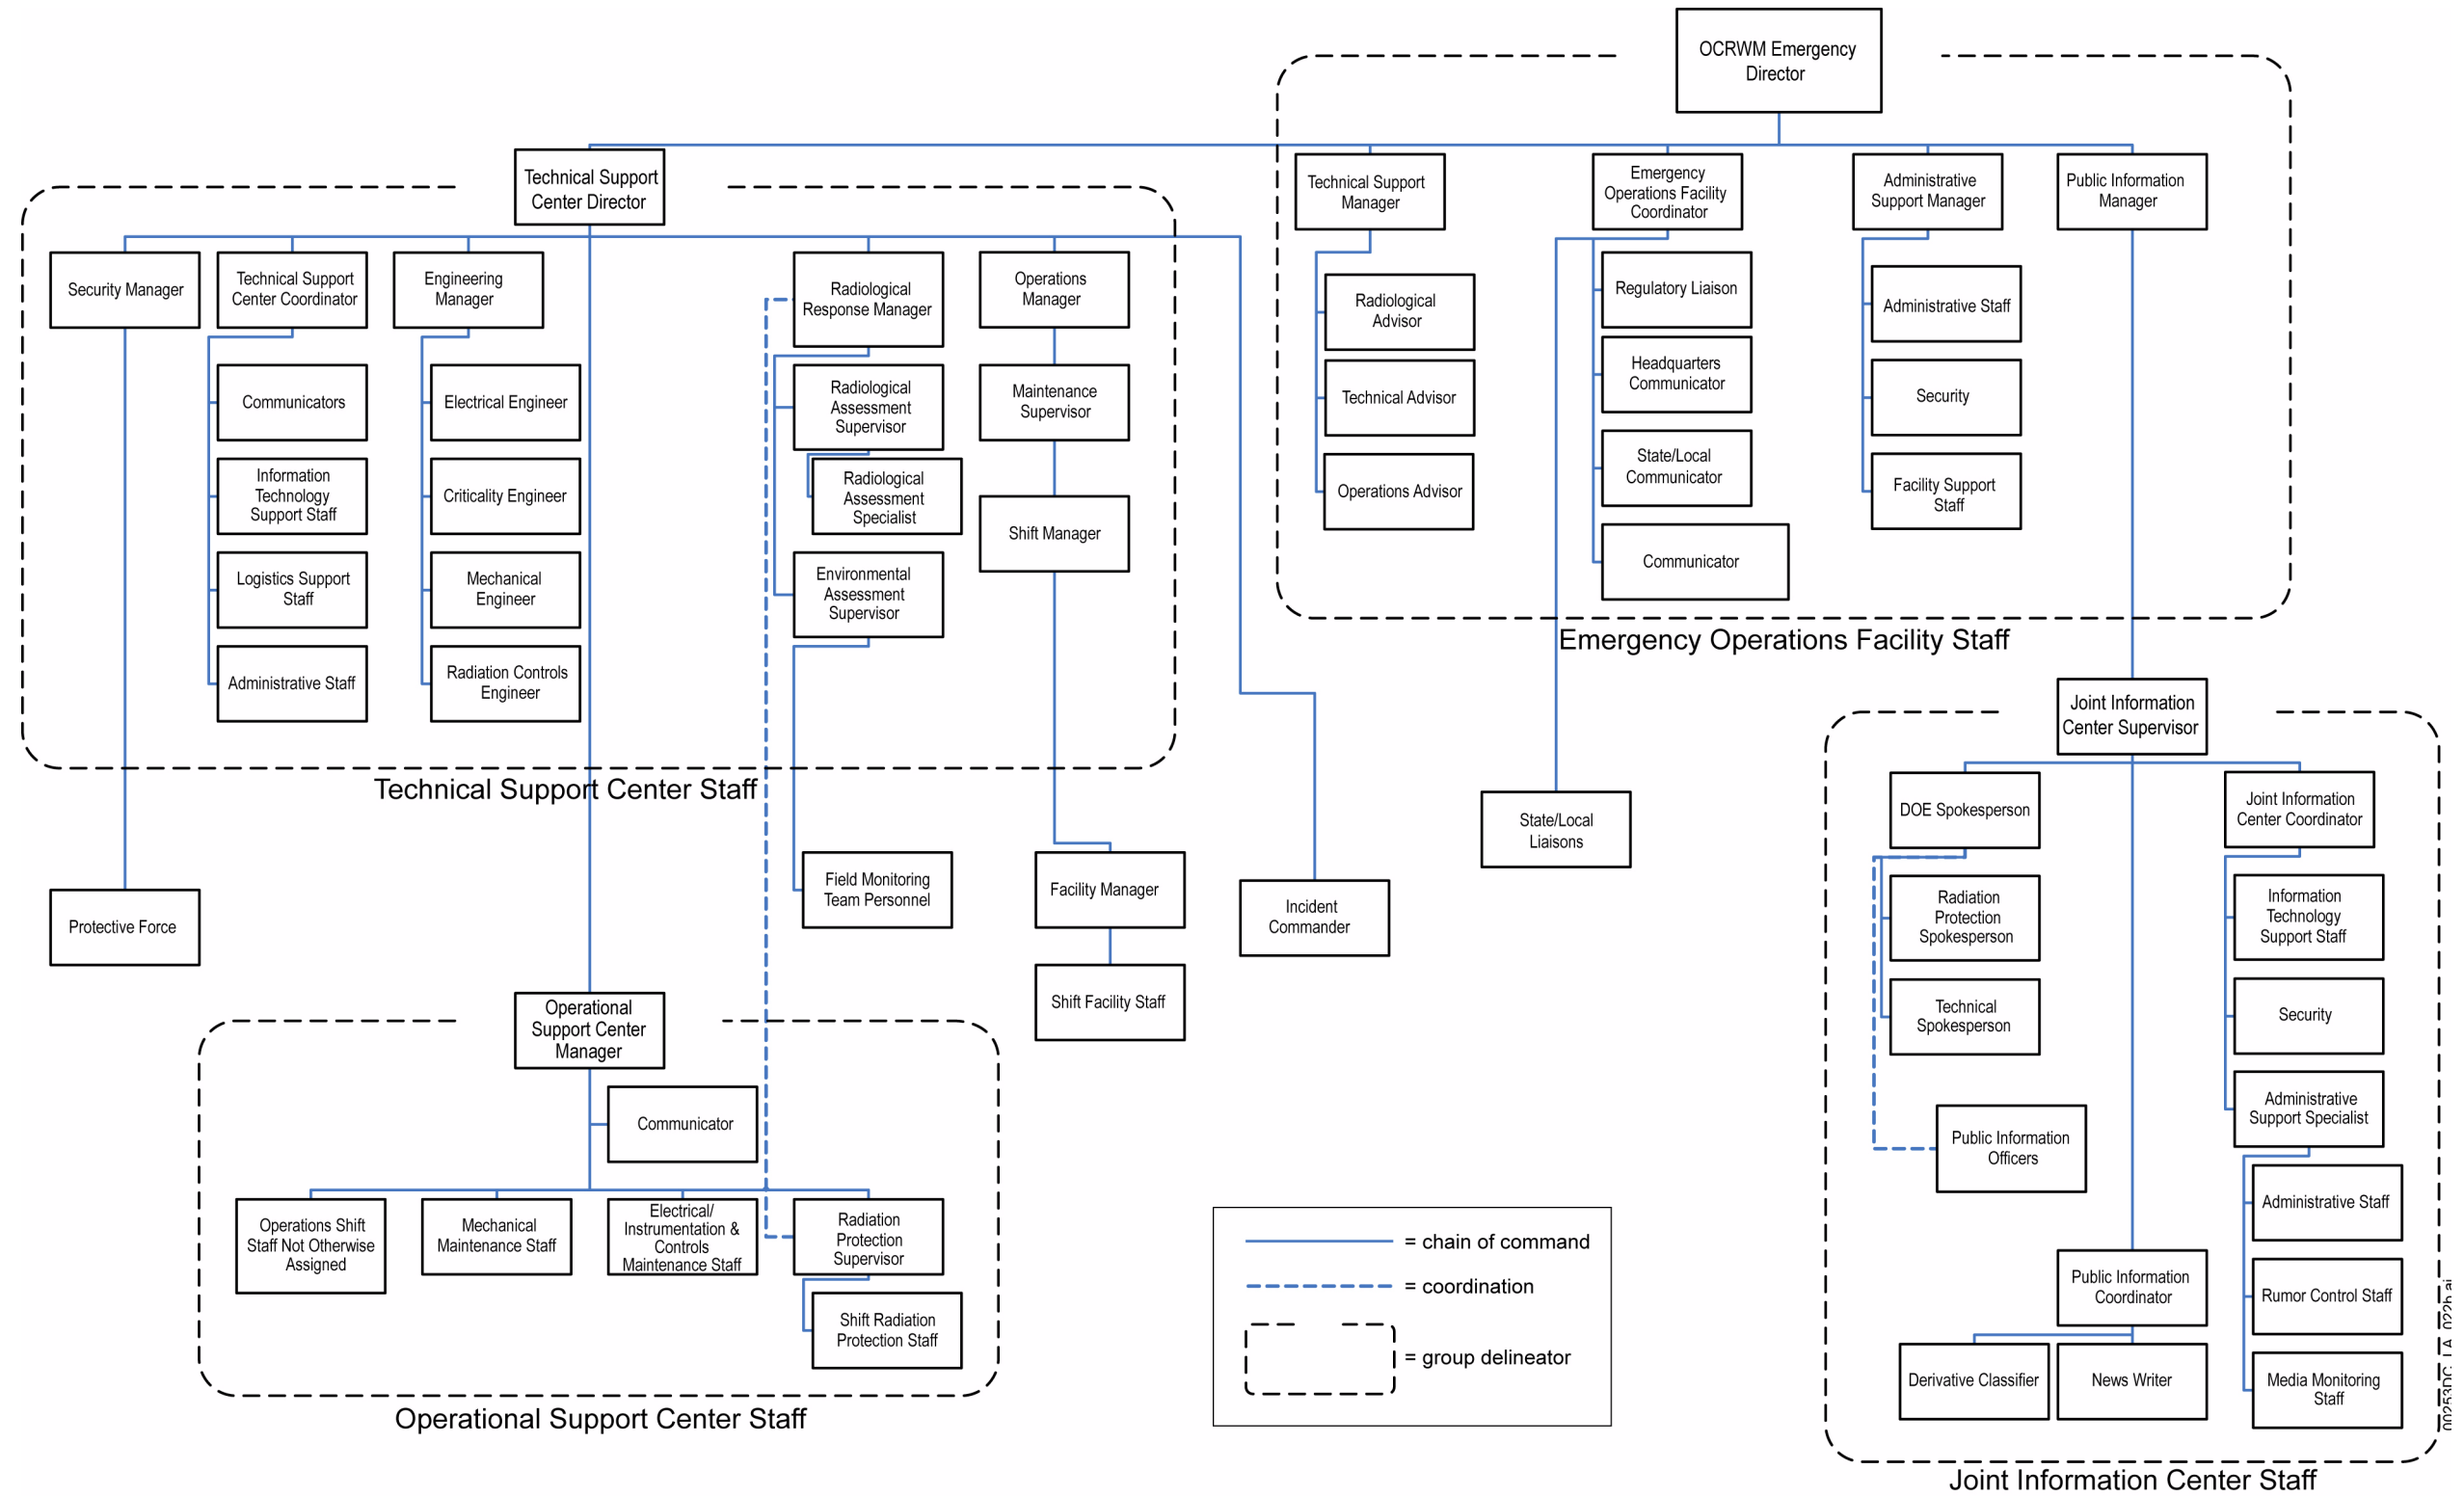 OCRWM Emergency
Director
Technical Support
Center Director
Technical Support
Manager
Emergency
Operations Facility
Coordinator
Administrative
Support Manager
Public Information
Manager
Security Manager
Technical Support
Center Coordinator
Engineering
Manager
Radiological
Response Manager
Operations
Manager
Radiological
Advisor
Technical Advisor
Operations Advisor
Regulatory Liaison
Headquarters
Communicator
State/Local
Communicator
Communicator
Administrative Staff
Security
Facility Support
Staff
Communicators
Information
Technology
Support Staff
Logistics Support
Staff
Administrative Staff
Electrical Engineer
Criticality Engineer
Mechanical
Engineer
Radiation Controls
Engineer
Radiological
Assessment
Supervisor
Radiological
Assessment
Specialist
Environmental
Assessment
Supervisor
Maintenance
Supervisor
Shift Manager
Emergency Operations Facility Staff
Technical Support Center Staff
Protective Force
Field Monitoring
Team Personnel
Facility Manager
Shift Facility Staff
Incident
Commander
State/Local
Liaisons
Joint Information
Center Supervisor
DOE Spokesperson
Joint Information
Center Coordinator
Radiation
Protection
Spokesperson
Technical
Spokesperson
Public Information
Officers
Information
Technology
Support Staff
Security
Administrative
Support Specialist
Administrative Staff
Rumor Control Staff
Media Monitoring
Staff
Public Information
Coordinator
Derivative Classifier
News Writer
Joint Information Center Staff
Operational
Support Center
Manager
Communicator
Operations Shift
Staff Not Otherwise
Assigned
Mechanical
Maintenance Staff
Electrical/
Instrumentation &
Controls
Maintenance Staff
Radiation
Protection
Supervisor
Shift Radiation
Protection Staff
Operational Support Center Staff
= chain of command
= coordination
= group delineator
00253DC_LA_022b.ai